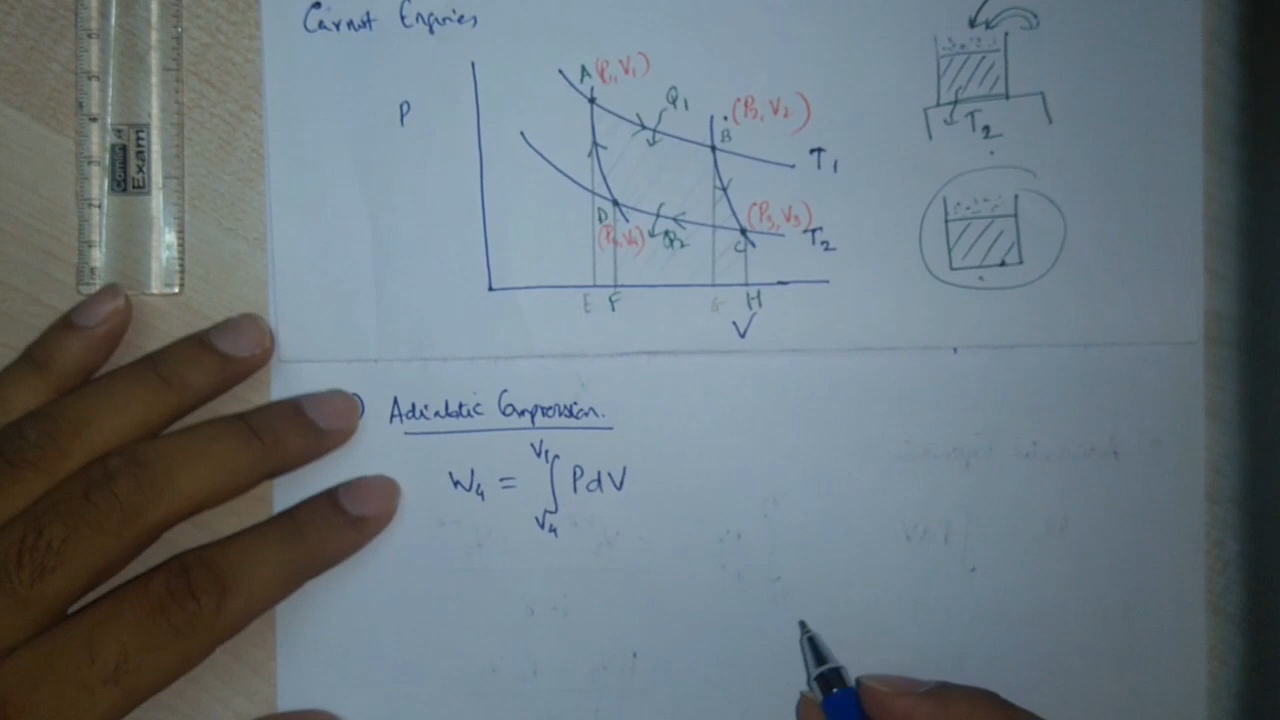 Carnot Engines
P
A (P₁, V₁)
Q₁
B (P₂, V₂)
T₁
D
(P₄, V₄)
Q₂
C (P₃, V₃)
T₂
E F G H
V
T₂
Adiabatic Compression.
W₄ = ∫ V₄ V₁ PdV
Exam